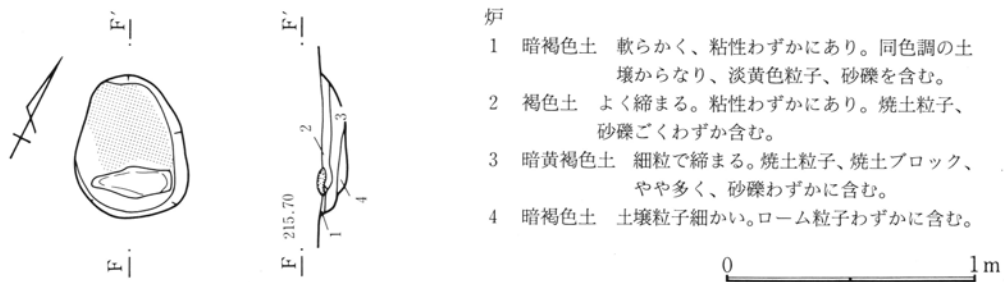 F´
F´
F
F
215.70
1
2
3
4
炉
1 暗褐色土 軟らかく、粘性わずかにあり。同色調の土
壌からなり、淡黄色粒子、砂礫を含む。
2 褐色土 よく締まる。粘性わずかにあり。焼土粒子、
砂礫ごくわずか含む。
3 暗黄褐色土 細粒で締まる。焼土粒子、焼土ブロック、
やや多く、砂礫わずかに含む。
4 暗褐色土 土壌粒子細かい。ローム粒子わずかに含む。
0 1m